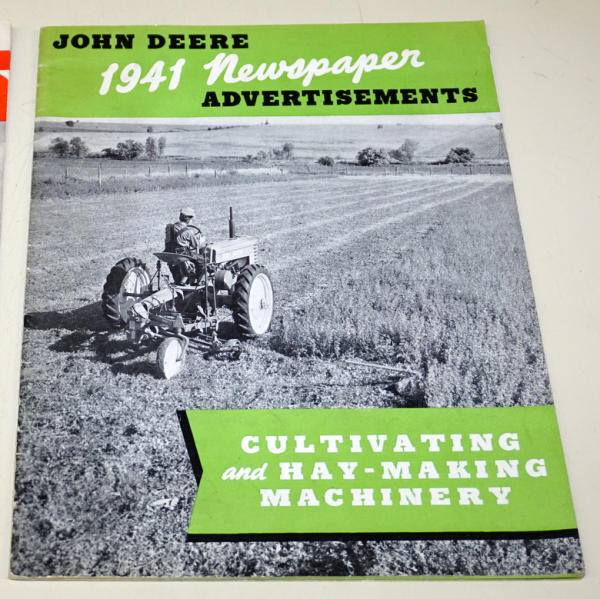 JOHN DEERE
1941 Newspaper
ADVERTISEMENTS
CULTIVATING
and HAY-MAKING
MACHINERY